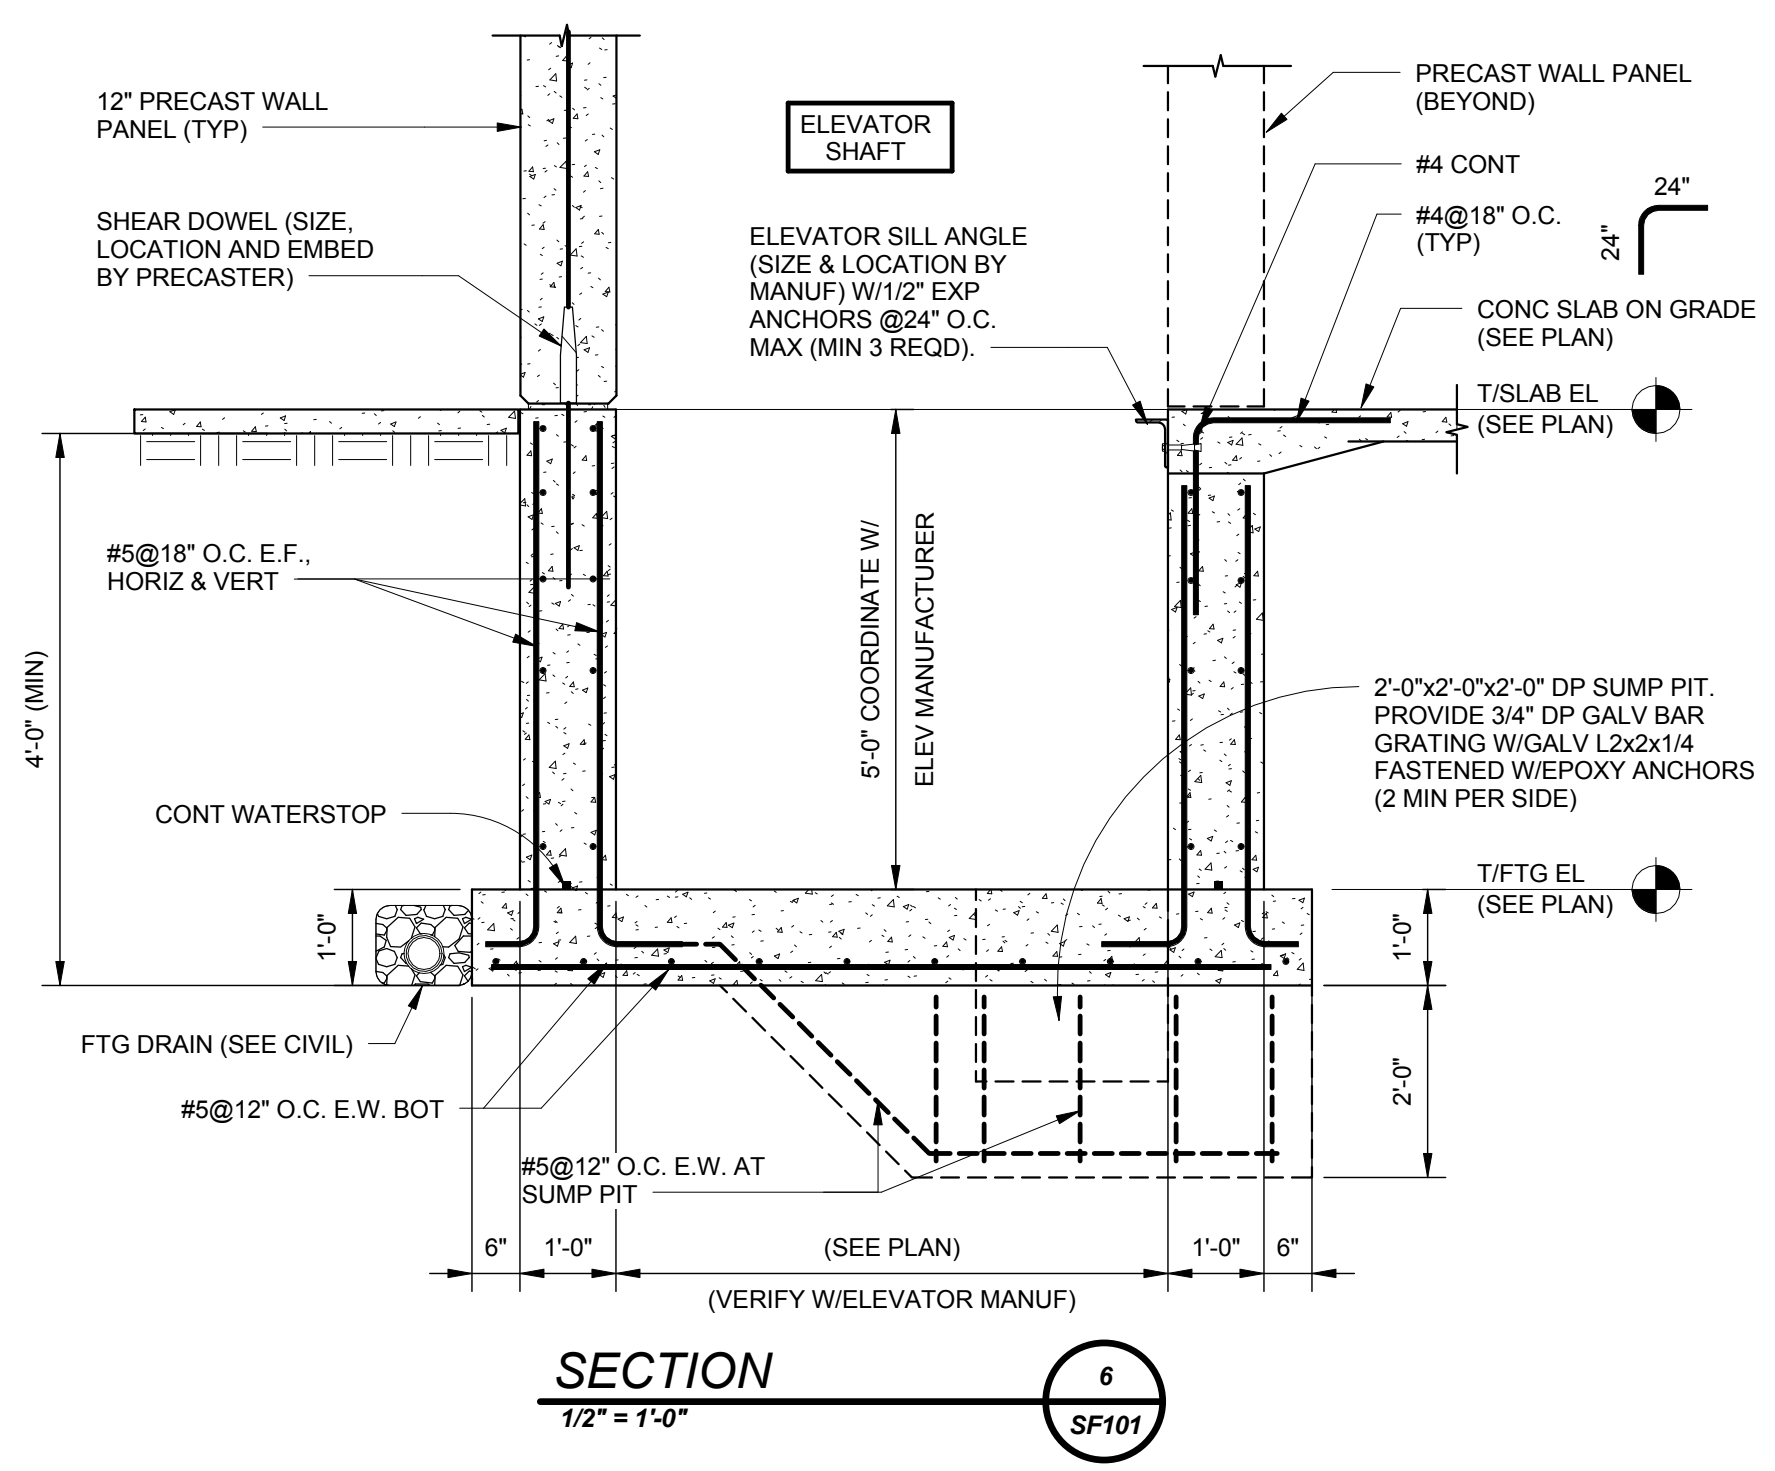 12" PRECAST WALL
PANEL (TYP)
SHEAR DOWEL (SIZE,
LOCATION AND EMBED
BY PRECASTER)
ELEVATOR
SHAFT
ELEVATOR SILL ANGLE
(SIZE & LOCATION BY
MANUF) W/1/2" EXP
ANCHORS @24" O.C.
MAX (MIN 3 REQD).
PRECAST WALL PANEL
(BEYOND)
#4 CONT
#4@18" O.C.
(TYP)
24"
24"
CONC SLAB ON GRADE
(SEE PLAN)
T/SLAB EL
(SEE PLAN)
#5@18" O.C. E.F.,
HORIZ & VERT
4'-0" (MIN)
5'-0" COORDINATE W/
ELEV MANUFACTURER
2'-0"x2'-0"x2'-0" DP SUMP PIT.
PROVIDE 3/4" DP GALV BAR
GRATING W/GALV L2x2x1/4
FASTENED W/EPOXY ANCHORS
(2 MIN PER SIDE)
CONT WATERSTOP
T/FTG EL
(SEE PLAN)
1'-0"
1'-0"
FTG DRAIN (SEE CIVIL)
#5@12" O.C. E.W. BOT
2'-0"
#5@12" O.C. E.W. AT
SUMP PIT
6"
1'-0"
(SEE PLAN)
1'-0"
6"
(VERIFY W/ELEVATOR MANUF)
SECTION
1/2" = 1'-0"
6
SF101